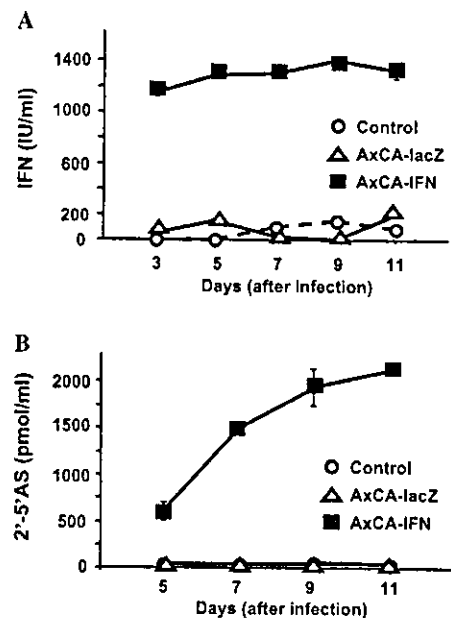 A
IFN (IU/ml)
1400
1000
600
200
0
Control
AxCA-lacZ
AxCA-IFN
3 5 7 9 11
Days (after Infection)
B
2'-5'AS (pmol/ml)
2000
1500
1000
500
0
Control
AxCA-lacZ
AxCA-IFN
5 7 9 11
Days (after infection)